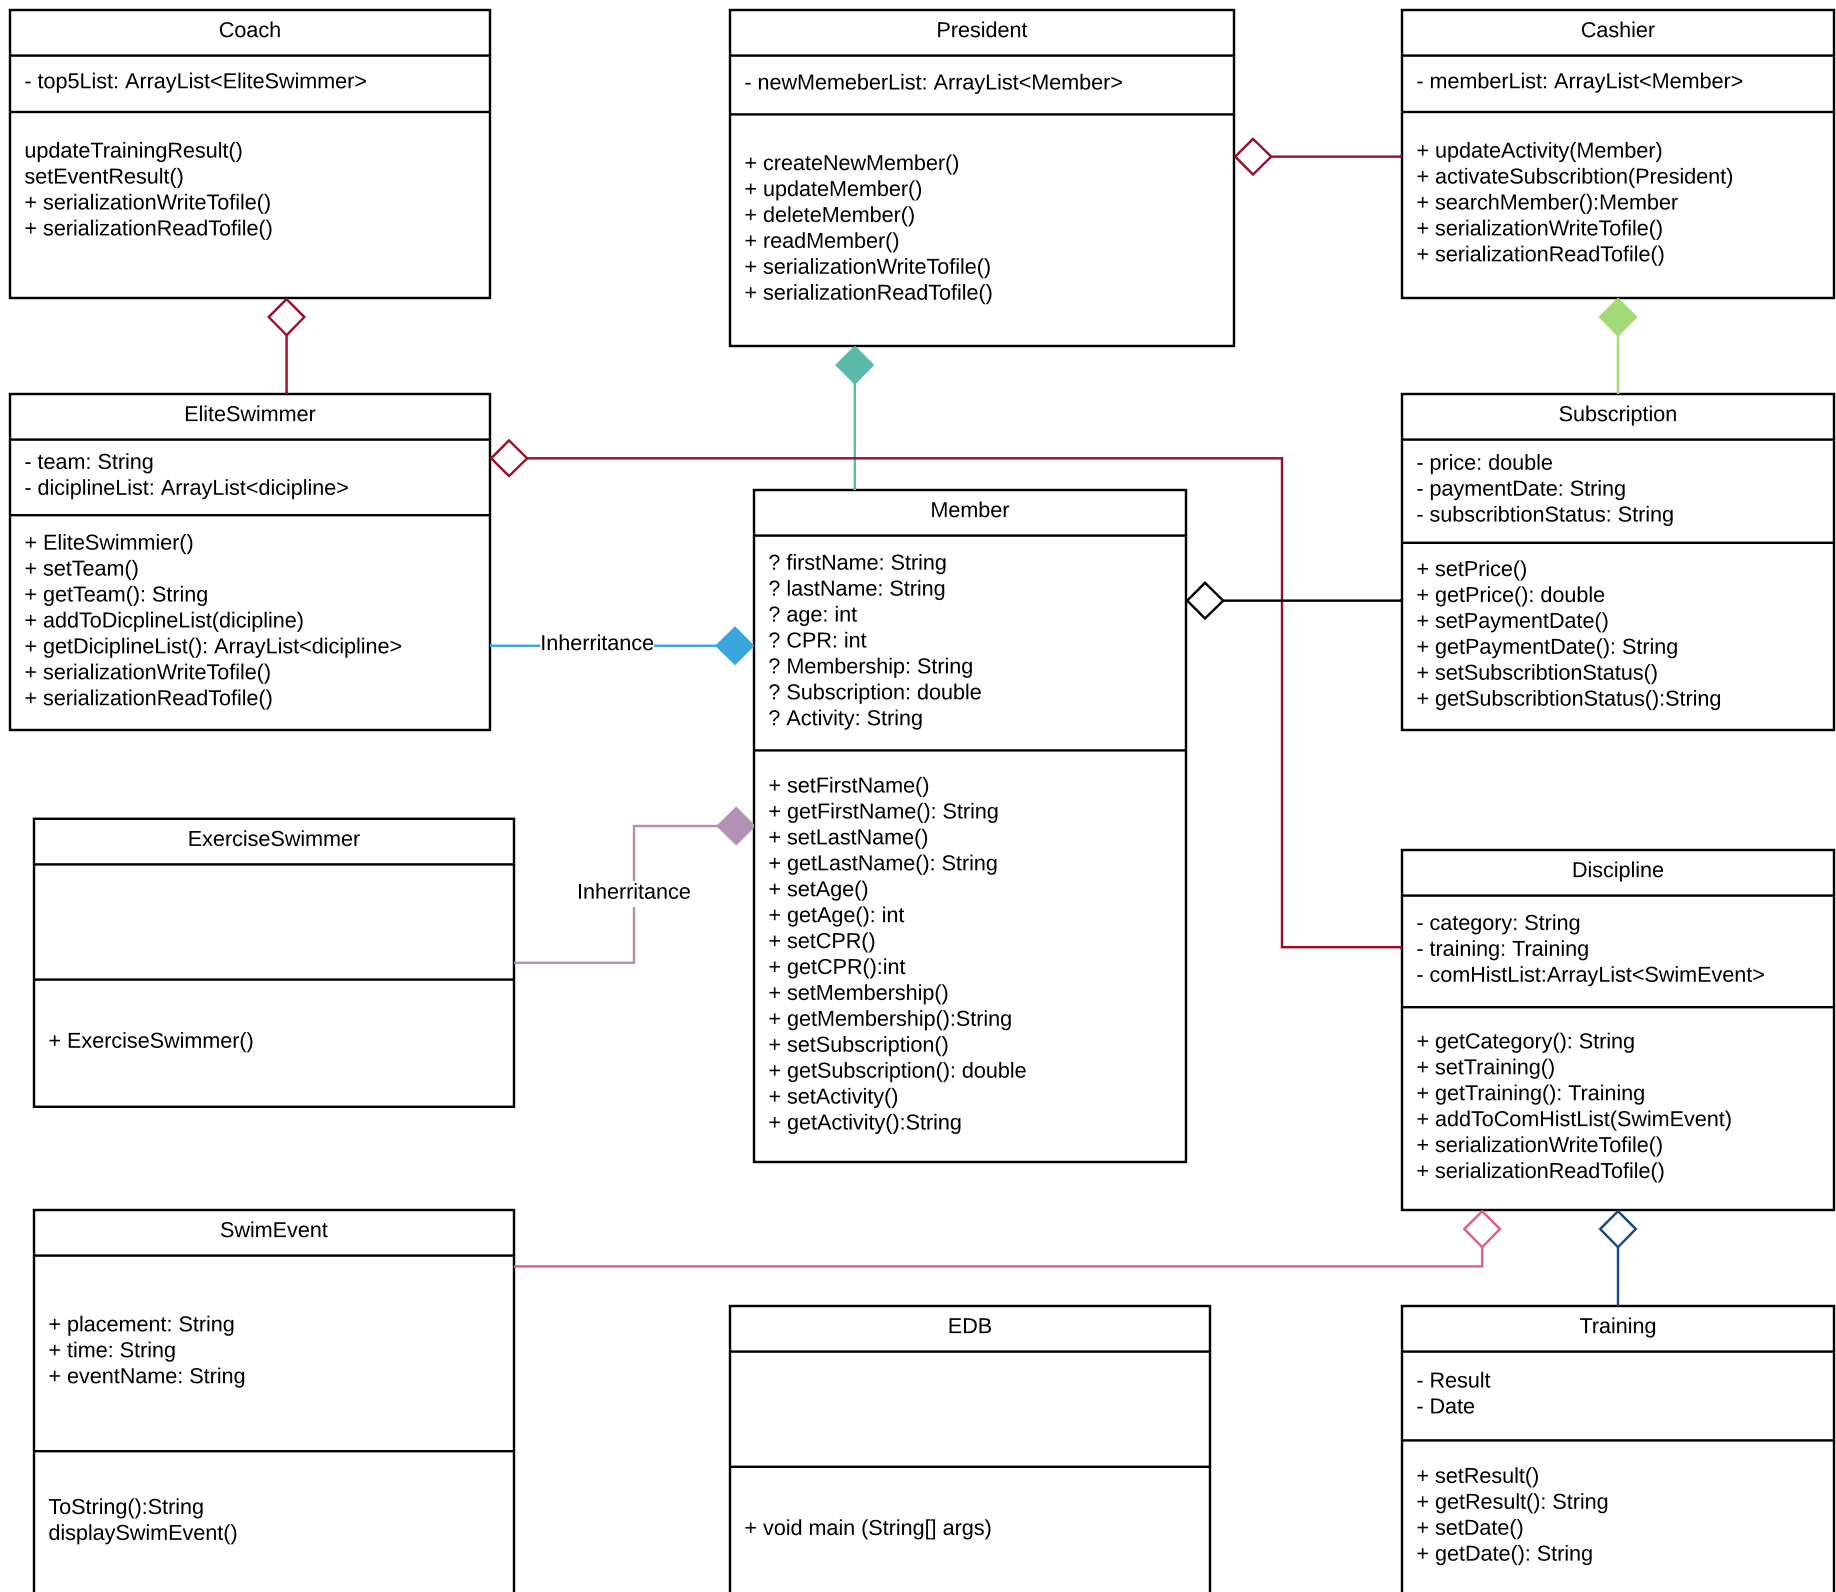 Coach
- top5List: ArrayList<EliteSwimmer>
updateTrainingResult()
setEventResult()
+ serializationWriteTofile()
+ serializationReadTofile()
President
- newMemeberList: ArrayList<Member>
+ createNewMember()
+ updateMember()
+ deleteMember()
+ readMember()
+ serializationWriteTofile()
+ serializationReadTofile()
Cashier
- memberList: ArrayList<Member>
+ updateActivity(Member)
+ activateSubscribtion(President)
+ searchMember():Member
+ serializationWriteTofile()
+ serializationReadTofile()
EliteSwimmer
- team: String
- diciplineList: ArrayList<dicipline>
+ EliteSwimmier()
+ setTeam()
+ getTeam(): String
+ addToDicplineList(dicipline)
+ getDiciplineList(): ArrayList<dicipline>
+ serializationWriteTofile()
+ serializationReadTofile()
Inherritance
Member
? firstName: String
? lastName: String
? age: int
? CPR: int
? Membership: String
? Subscription: double
? Activity: String
+ setFirstName()
+ getFirstName(): String
+ setLastName()
+ getLastName(): String
+ setAge()
+ getAge(): int
+ setCPR()
+ getCPR():int
+ setMembership()
+ getMembership():String
+ setSubscription()
+ getSubscription(): double
+ setActivity()
+ getActivity():String
Subscription
- price: double
- paymentDate: String
- subscribtionStatus: String
+ setPrice()
+ getPrice(): double
+ setPaymentDate()
+ getPaymentDate(): String
+ setSubscribtionStatus()
+ getSubscribtionStatus():String
ExerciseSwimmer
+ ExerciseSwimmer()
Inherritance
Discipline
- category: String
- training: Training
- comHistList:ArrayList<SwimEvent>
+ getCategory(): String
+ setTraining()
+ getTraining(): Training
+ addToComHistList(SwimEvent)
+ serializationWriteTofile()
+ serializationReadTofile()
SwimEvent
+ placement: String
+ time: String
+ eventName: String
ToString():String
displaySwimEvent()
EDB
+ void main (String[] args)
Training
- Result
- Date
+ setResult()
+ getResult(): String
+ setDate()
+ getDate(): String